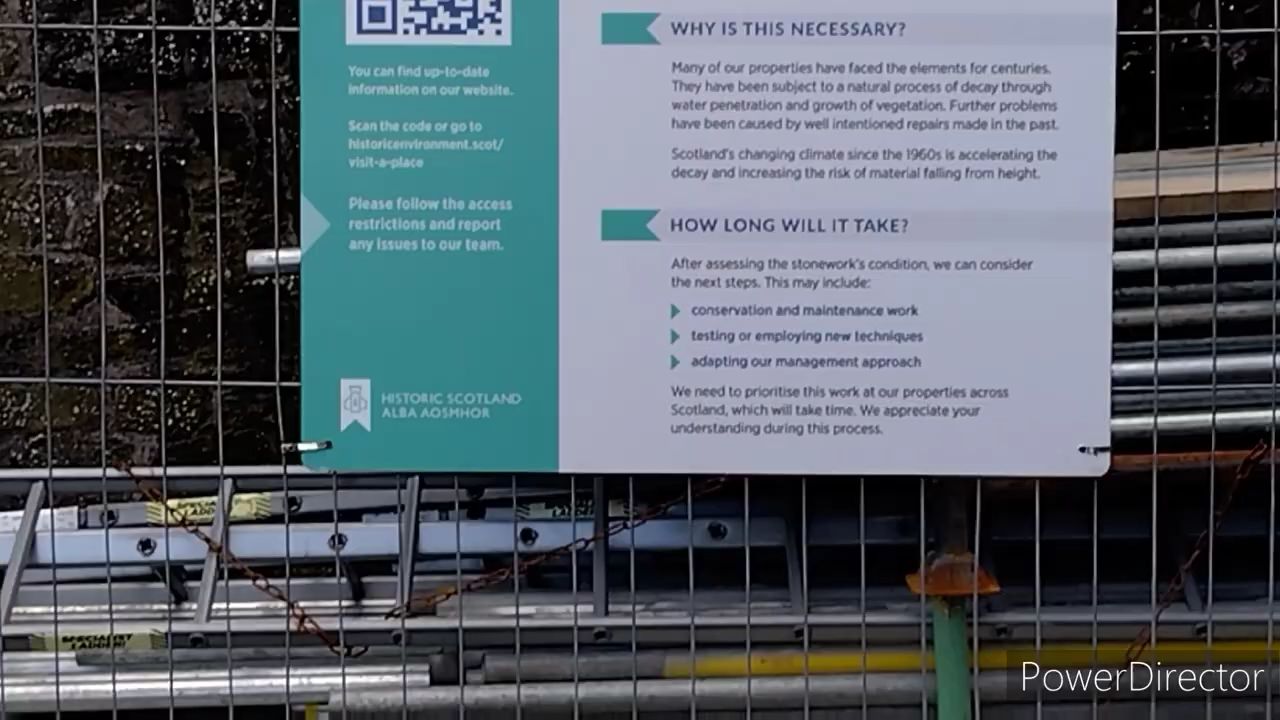 You can find up-to-date
information on our website.
Scan the code or go to
historicenvironment.scot/
visit-a-place
Please follow the access
restrictions and report
any issues to our team.
HISTORIC SCOTLAND
ALBA AOSMHOR
WHY IS THIS NECESSARY?
Many of our properties have faced the elements for centuries.
They have been subject to a natural process of decay through
water penetration and growth of vegetation. Further problems
have been caused by well intentioned repairs made in the past.
Scotland's changing climate since the 1960s is accelerating the
decay and increasing the risk of material falling from height.
HOW LONG WILL IT TAKE?
After assessing the stonework's condition, we can consider
the next steps. This may include:
conservation and maintenance work
testing or employing new techniques
adapting our management approach
We need to prioritise this work at our properties across
Scotland, which will take time. We appreciate your
understanding during this process.
PowerDirector